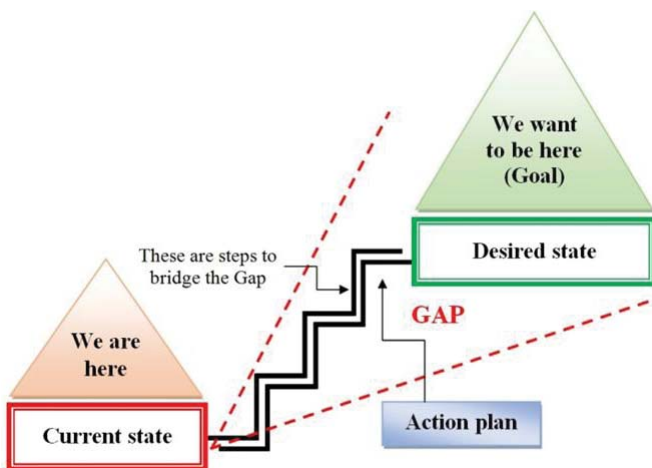 We want
to be here
(Goal)
Desired state
These are steps to
bridge the Gap
GAP
We are
here
Current state
Action plan